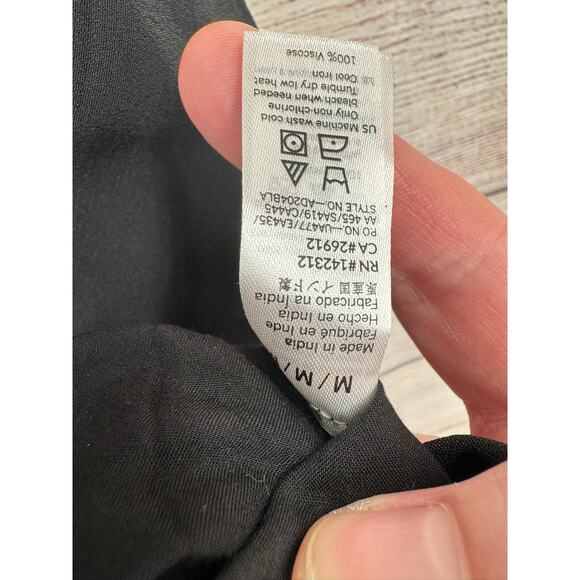 M / M /
Made in India
Fabriqué en Inde
Hecho en India
Fabricado na Índia
原産国 インド製
RN #142312
CA#26912
PO NO.-UA477/EA435/
AA 465/SA419/CA445
STYLE NO.-AD204BLA
US Machine wash cold
Only non-chlorine
bleach when needed
Tumble dry low heat
Cool Iron
100% Viscose